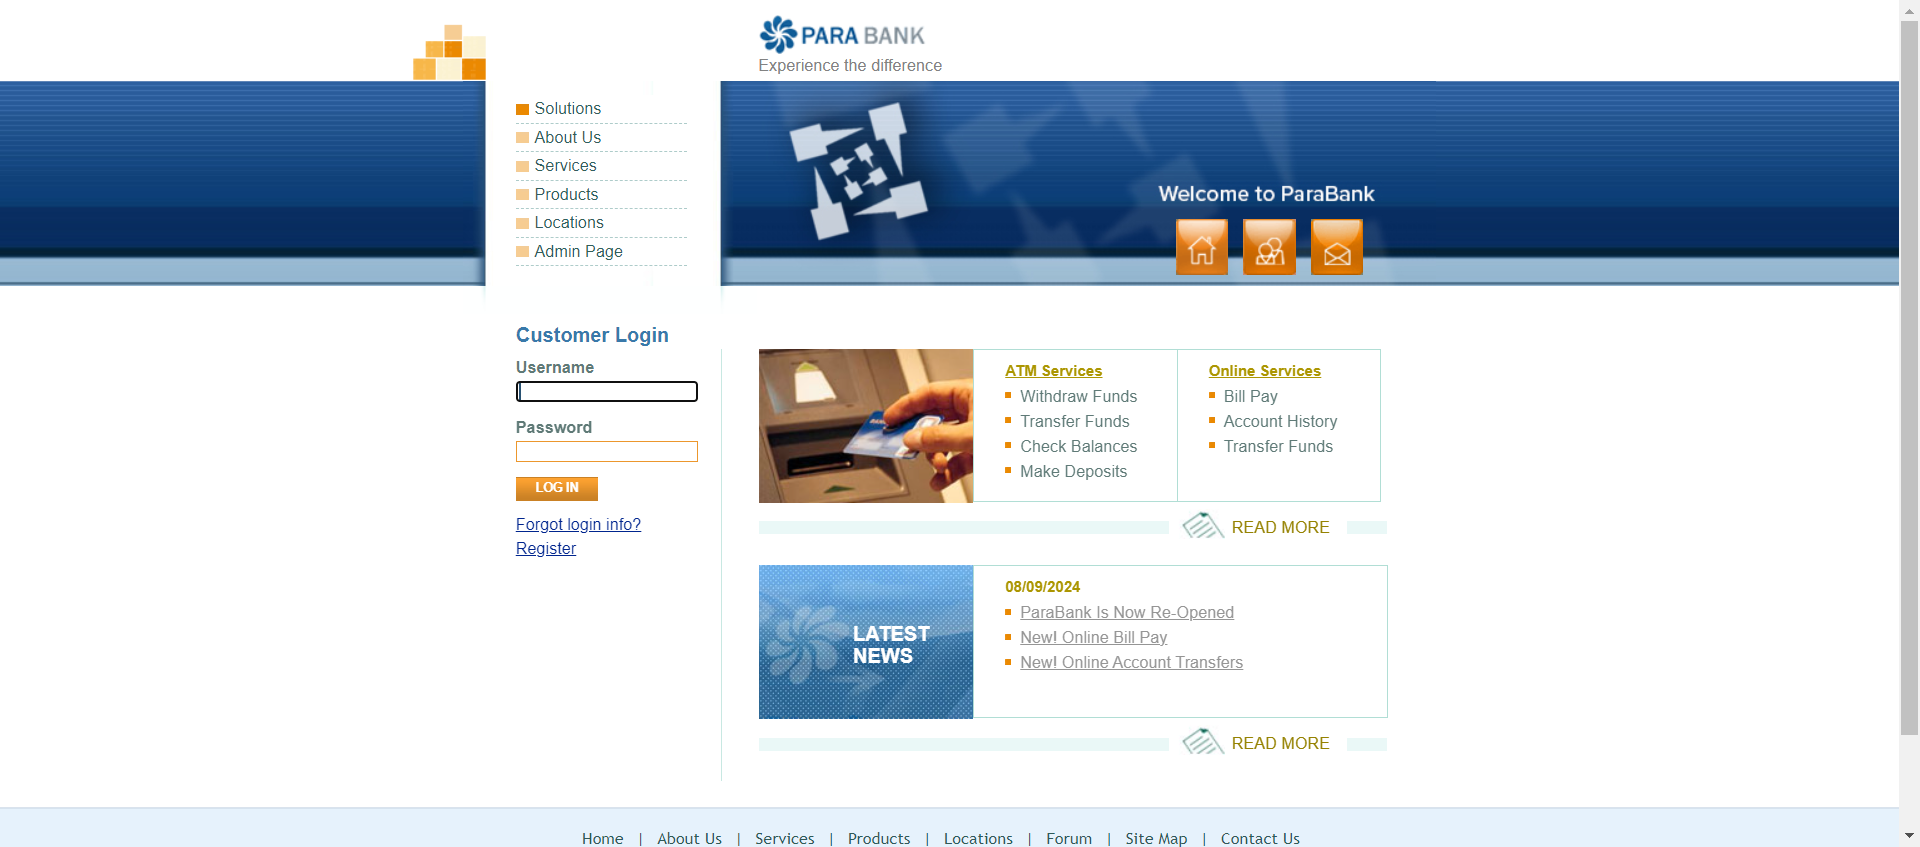 PARA BANK
Experience the difference
Solutions
About Us
Services
Products
Locations
Admin Page
Welcome to ParaBank
Customer Login
Username
Password
LOG IN
Forgot login info?
Register
ATM Services
Withdraw Funds
Transfer Funds
Check Balances
Make Deposits
Online Services
Bill Pay
Account History
Transfer Funds
READ MORE
LATEST
NEWS
08/09/2024
ParaBank Is Now Re-Opened
New! Online Bill Pay
New! Online Account Transfers
READ MORE
Home | About Us | Services | Products | Locations | Forum | Site Map | Contact Us